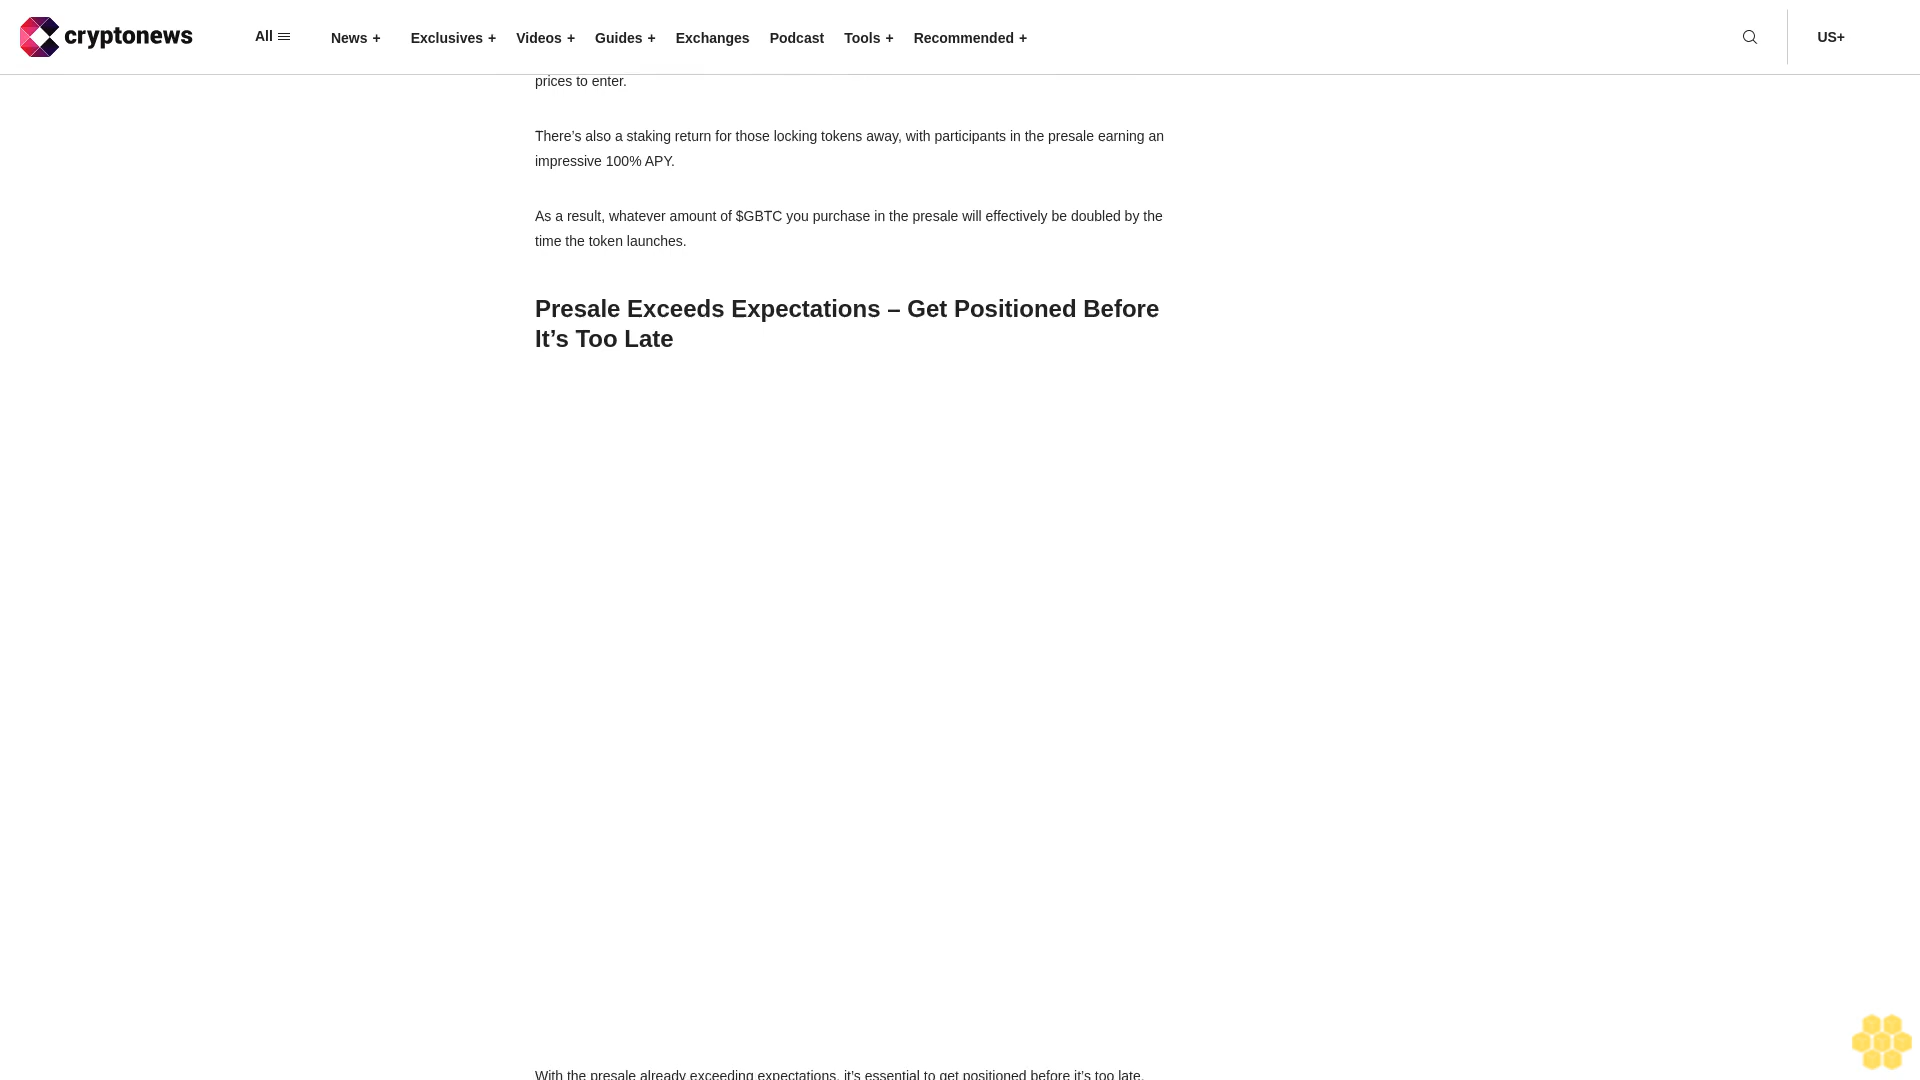 cryptonews
All
News +
Exclusives +
Videos +
Guides +
Exchanges
Podcast
Tools +
Recommended +
US+
prices to enter.
There’s also a staking return for those locking tokens away, with participants in the presale earning an
impressive 100% APY.
As a result, whatever amount of $GBTC you purchase in the presale will effectively be doubled by the
time the token launches.
Presale Exceeds Expectations – Get Positioned Before
It’s Too Late
With the presale already exceeding expectations, it’s essential to get positioned before it’s too late.